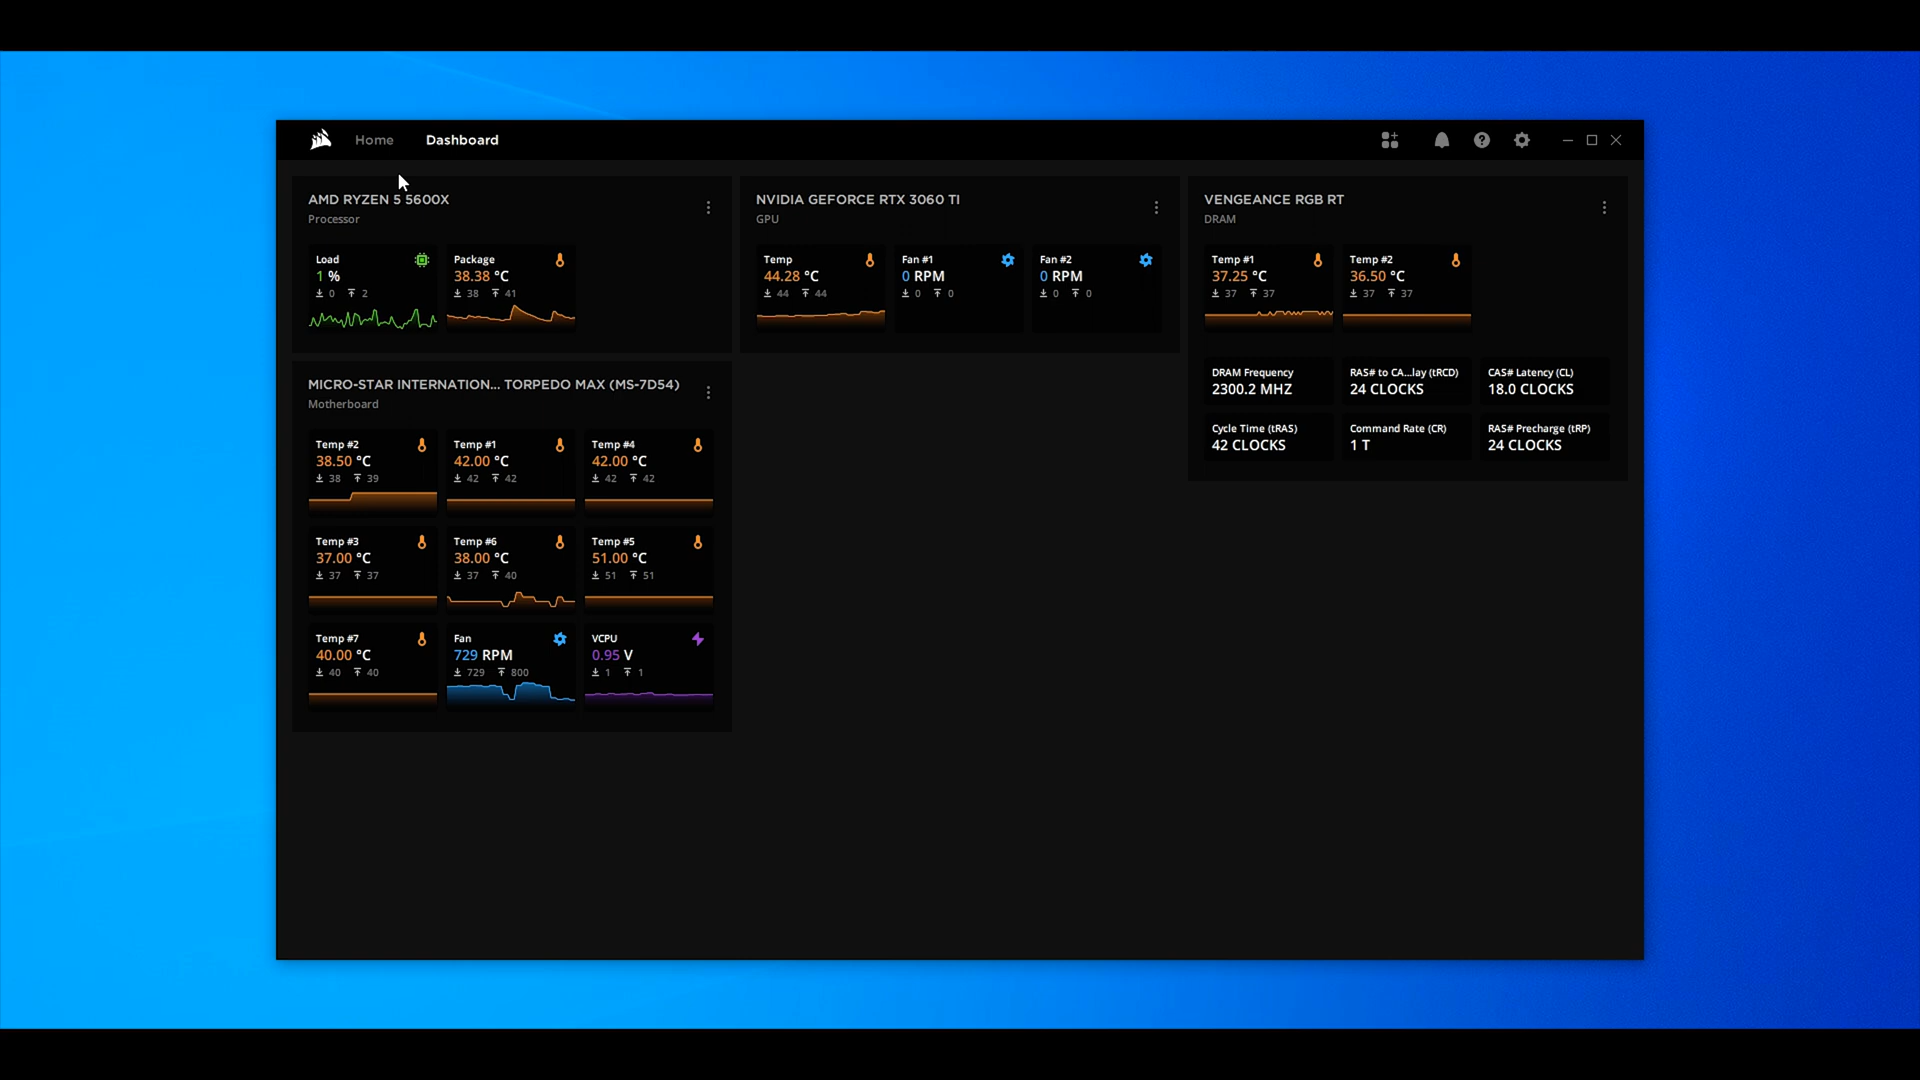 Home Dashboard
AMD RYZEN 5 5600X
Processor
Load
1 %
0 2
Package
38.38 °C
38 41
NVIDIA GEFORCE RTX 3060 TI
GPU
Temp
44.28 °C
44 44
Fan #1
0 RPM
0 0
Fan #2
0 RPM
0 0
VENGEANCE RGB RT
DRAM
Temp #1
37.25 °C
37 37
Temp #2
36.50 °C
37 37
DRAM Frequency
2300.2 MHZ
RAS# to CA...lay (tRCD)
24 CLOCKS
CAS# Latency (CL)
18.0 CLOCKS
Cycle Time (tRAS)
42 CLOCKS
Command Rate (CR)
1 T
RAS# Precharge (tRP)
24 CLOCKS
MICRO-STAR INTERNATION... TORPEDO MAX (MS-7D54)
Motherboard
Temp #2
38.50 °C
38 39
Temp #1
42.00 °C
42 42
Temp #4
42.00 °C
42 42
Temp #3
37.00 °C
37 37
Temp #6
38.00 °C
37 40
Temp #5
51.00 °C
51 51
Temp #7
40.00 °C
40 40
Fan
729 RPM
729 800
VCPU
0.95 V
1 1